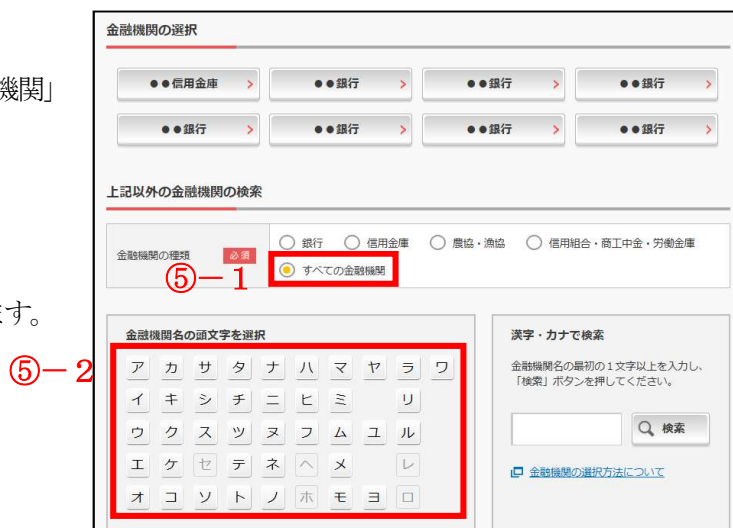 金融機関の選択
機関」
●●信用金庫 > ●●銀行 > ●●銀行 > ●●銀行 >
●●銀行 > ●●銀行 > ●●銀行 > ●●銀行 >
上記以外の金融機関の検索
金融機関の種類 必須 銀行 信用金庫 農協・漁協 信用組合・商工中金・労働金庫
⑤－1 すべての金融機関
ます。
金融機関名の頭文字を選択
⑤－2
ア カ サ タ ナ ハ マ ヤ ラ ワ
イ キ シ チ ニ ヒ ミ リ
ウ ク ス ツ ヌ フ ム ユ ル
エ ケ セ テ ネ ヘ メ レ
オ コ ソ ト ノ ホ モ ヨ ロ
漢字・カナで検索
金融機関名の最初の1文字以上を入力し、
「検索」ボタンを押してください。
検索
金融機関の選択方法について